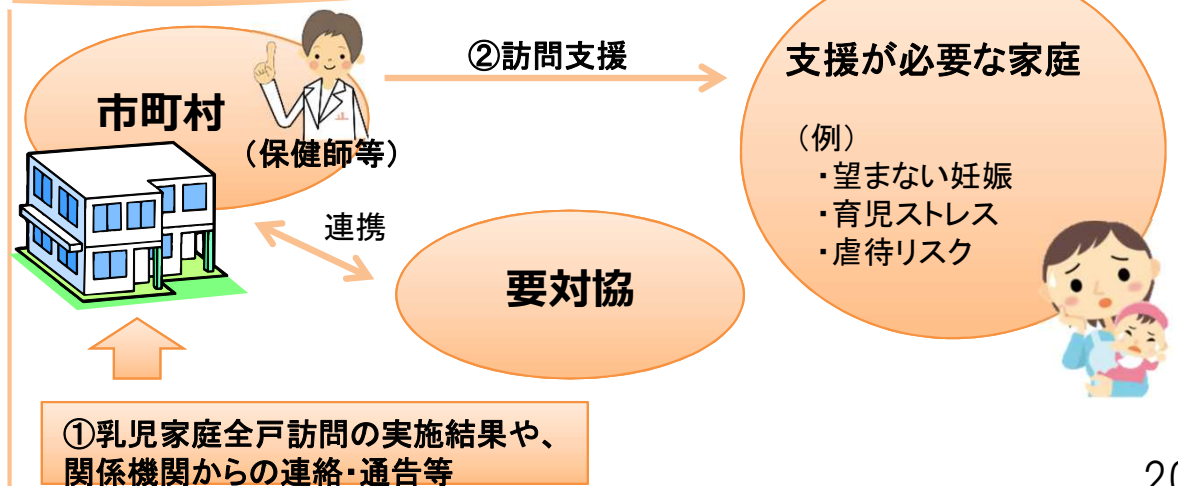 ②訪問支援
市町村
(保健師等)
支援が必要な家庭
(例)
・望まない妊娠
・育児ストレス
・虐待リスク
連携
要対協
①乳児家庭全戸訪問の実施結果や、
関係機関からの連絡・通告等
20